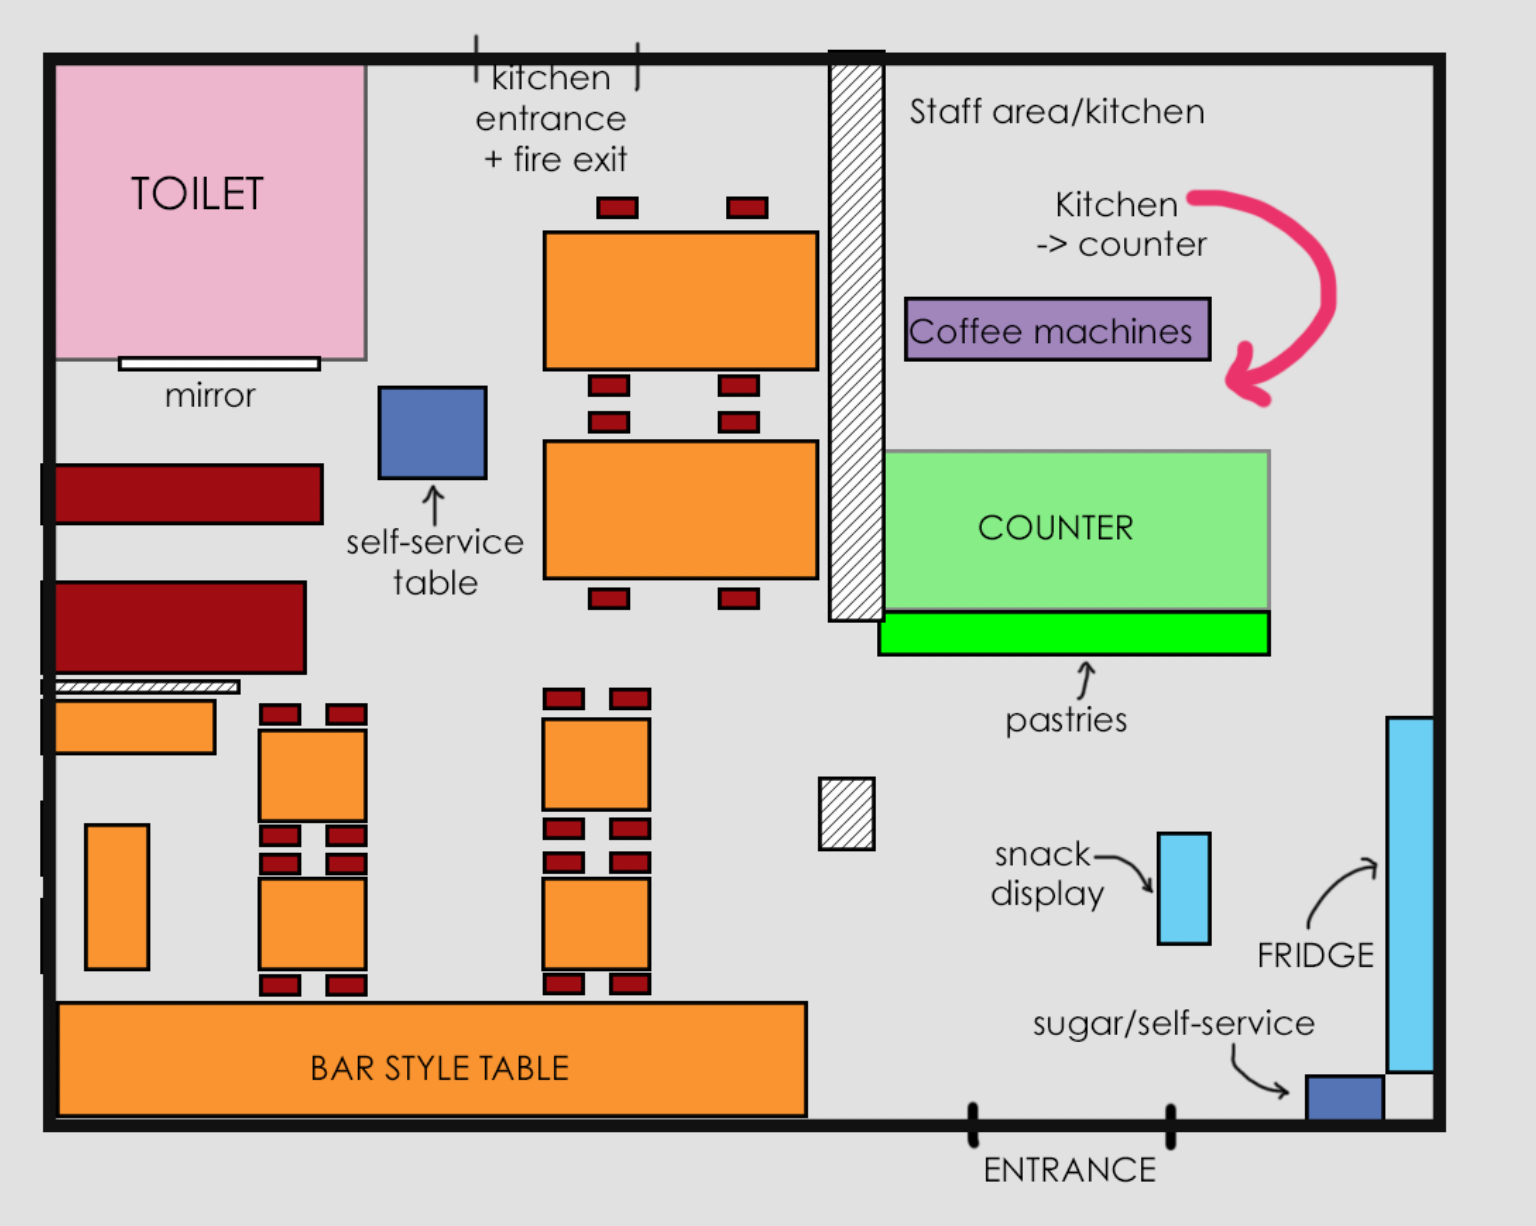 kitchen
entrance
+ fire exit
Staff area/kitchen
TOILET
Kitchen
-> counter
Coffee machines
mirror
self-service
table
COUNTER
pastries
snack
display
FRIDGE
sugar/self-service
BAR STYLE TABLE
ENTRANCE